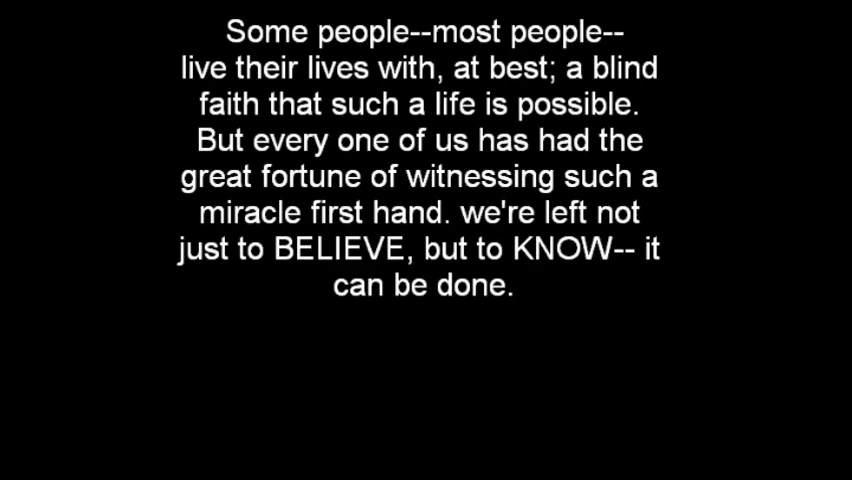 Some people--most people--
live their lives with, at best; a blind
faith that such a life is possible.
But every one of us has had the
great fortune of witnessing such a
miracle first hand. we're left not
just to BELIEVE, but to KNOW-- it
can be done.